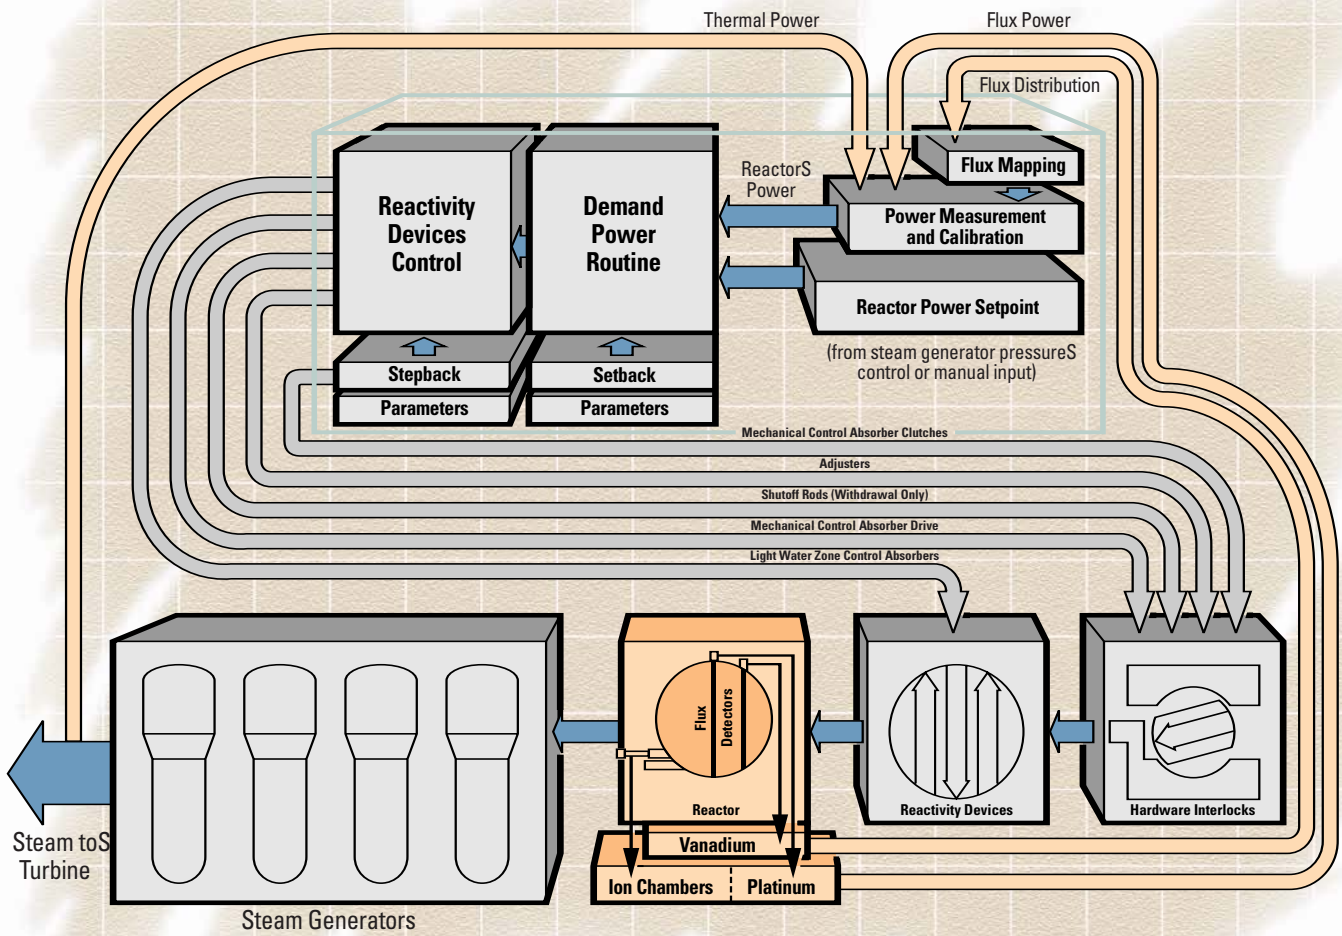 Thermal Power
Flux Power
Flux Distribution
Flux Mapping
ReactorS
Power
Reactivity
Devices
Control
Demand
Power
Routine
Power Measurement
and Calibration
Reactor Power Setpoint
(from steam generator pressureS
control or manual input)
Stepback
Parameters
Setback
Parameters
Mechanical Control Absorber Clutches
Adjusters
Shutoff Rods (Withdrawal Only)
Mechanical Control Absorber Drive
Light Water Zone Control Absorbers
Flux
Detectors
Reactor
Reactivity Devices
Hardware Interlocks
Vanadium
Ion Chambers
Platinum
Steam toS
Turbine
Steam Generators